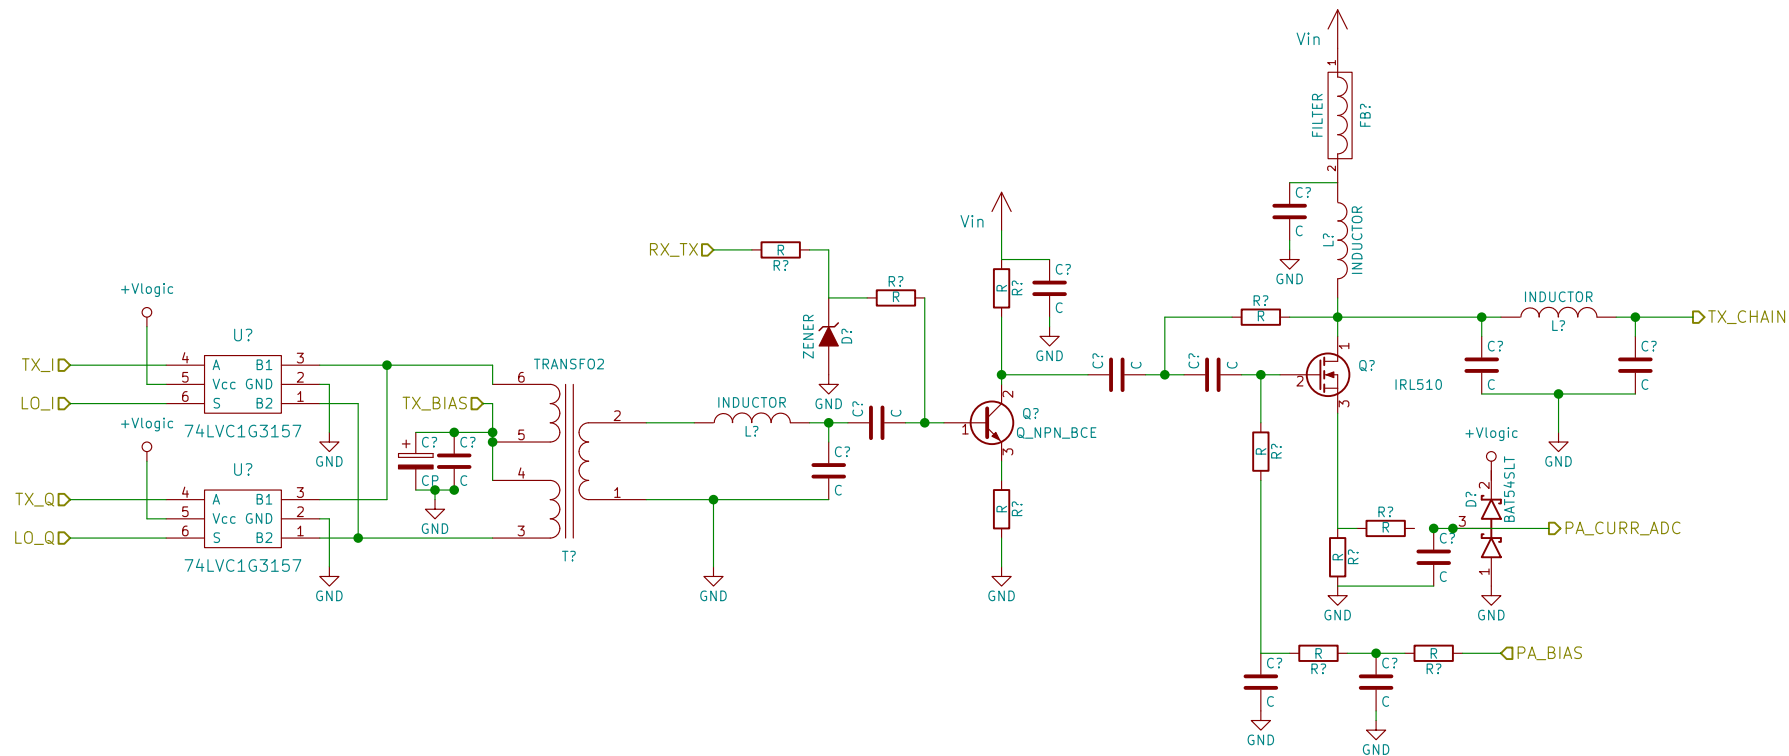 Vin
1
FILTER
FB?
2
C?
C
GND
L?
INDUCTOR
Vin
C?
R
R?
C
GND
RX_TX
R
R?
R?
R
ZENER
D?
GND
+Vlogic
U?
TX_I
4
A
B1
3
5
Vcc
GND
2
LO_I
6
S
B2
1
74LVC1G3157
GND
+Vlogic
U?
TX_Q
4
A
B1
3
5
Vcc
GND
2
LO_Q
6
S
B2
1
74LVC1G3157
GND
TX_BIAS
+
C?
CP
C?
C
GND
TRANSFO2
6
5
4
3
2
1
T?
INDUCTOR
L?
C?
C
C?
C
GND
1
2
3
Q?
Q_NPN_BCE
R
R?
GND
C?
C
C?
C
R?
R
1
2
3
Q?
IRL510
INDUCTOR
L?
TX_CHAIN
C?
C
C?
C
GND
R
R?
R?
R
R
R?
GND
C?
C
+Vlogic
2
D?
BAT54SLT
3
1
GND
PA_CURR_ADC
R
R?
R
R?
PA_BIAS
C?
C
GND
C?
C
GND